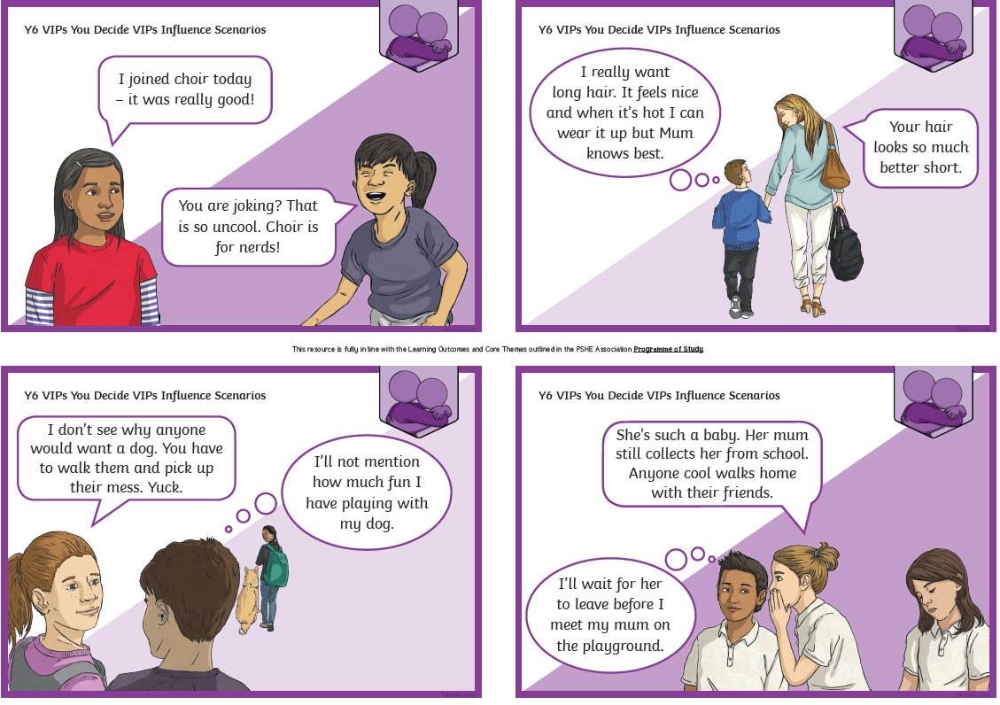 Y6 VIPs You Decide VIPs Influence Scenarios
I joined choir today
– it was really good!
You are joking? That
is so uncool. Choir is
for nerds!
Y6 VIPs You Decide VIPs Influence Scenarios
I really want
long hair. It feels nice
and when it's hot I can
wear it up but Mum
knows best.
Your hair
looks so much
better short.
This resource is fully in line with the Learning Outcomes and Core Themes outlined in the PSHE Association Programme of Study.
Y6 VIPs You Decide VIPs Influence Scenarios
I don't see why anyone
would want a dog. You have
to walk them and pick up
their mess. Yuck.
I'll not mention
how much fun I
have playing with
my dog.
Y6 VIPs You Decide VIPs Influence Scenarios
She's such a baby. Her mum
still collects her from school.
Anyone cool walks home
with their friends.
I'll wait for her
to leave before I
meet my mum on
the playground.